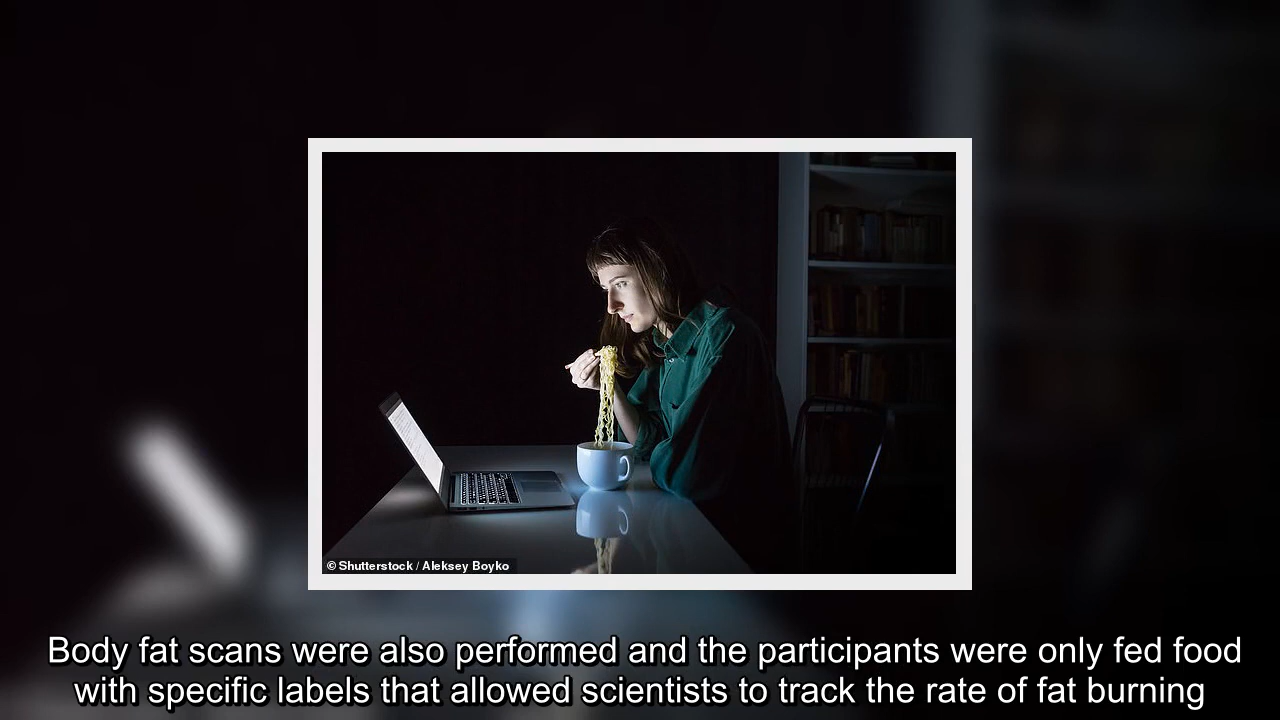 © Shutterstock / Aleksey Boyko
Body fat scans were also performed and the participants were only fed food
with specific labels that allowed scientists to track the rate of fat burning